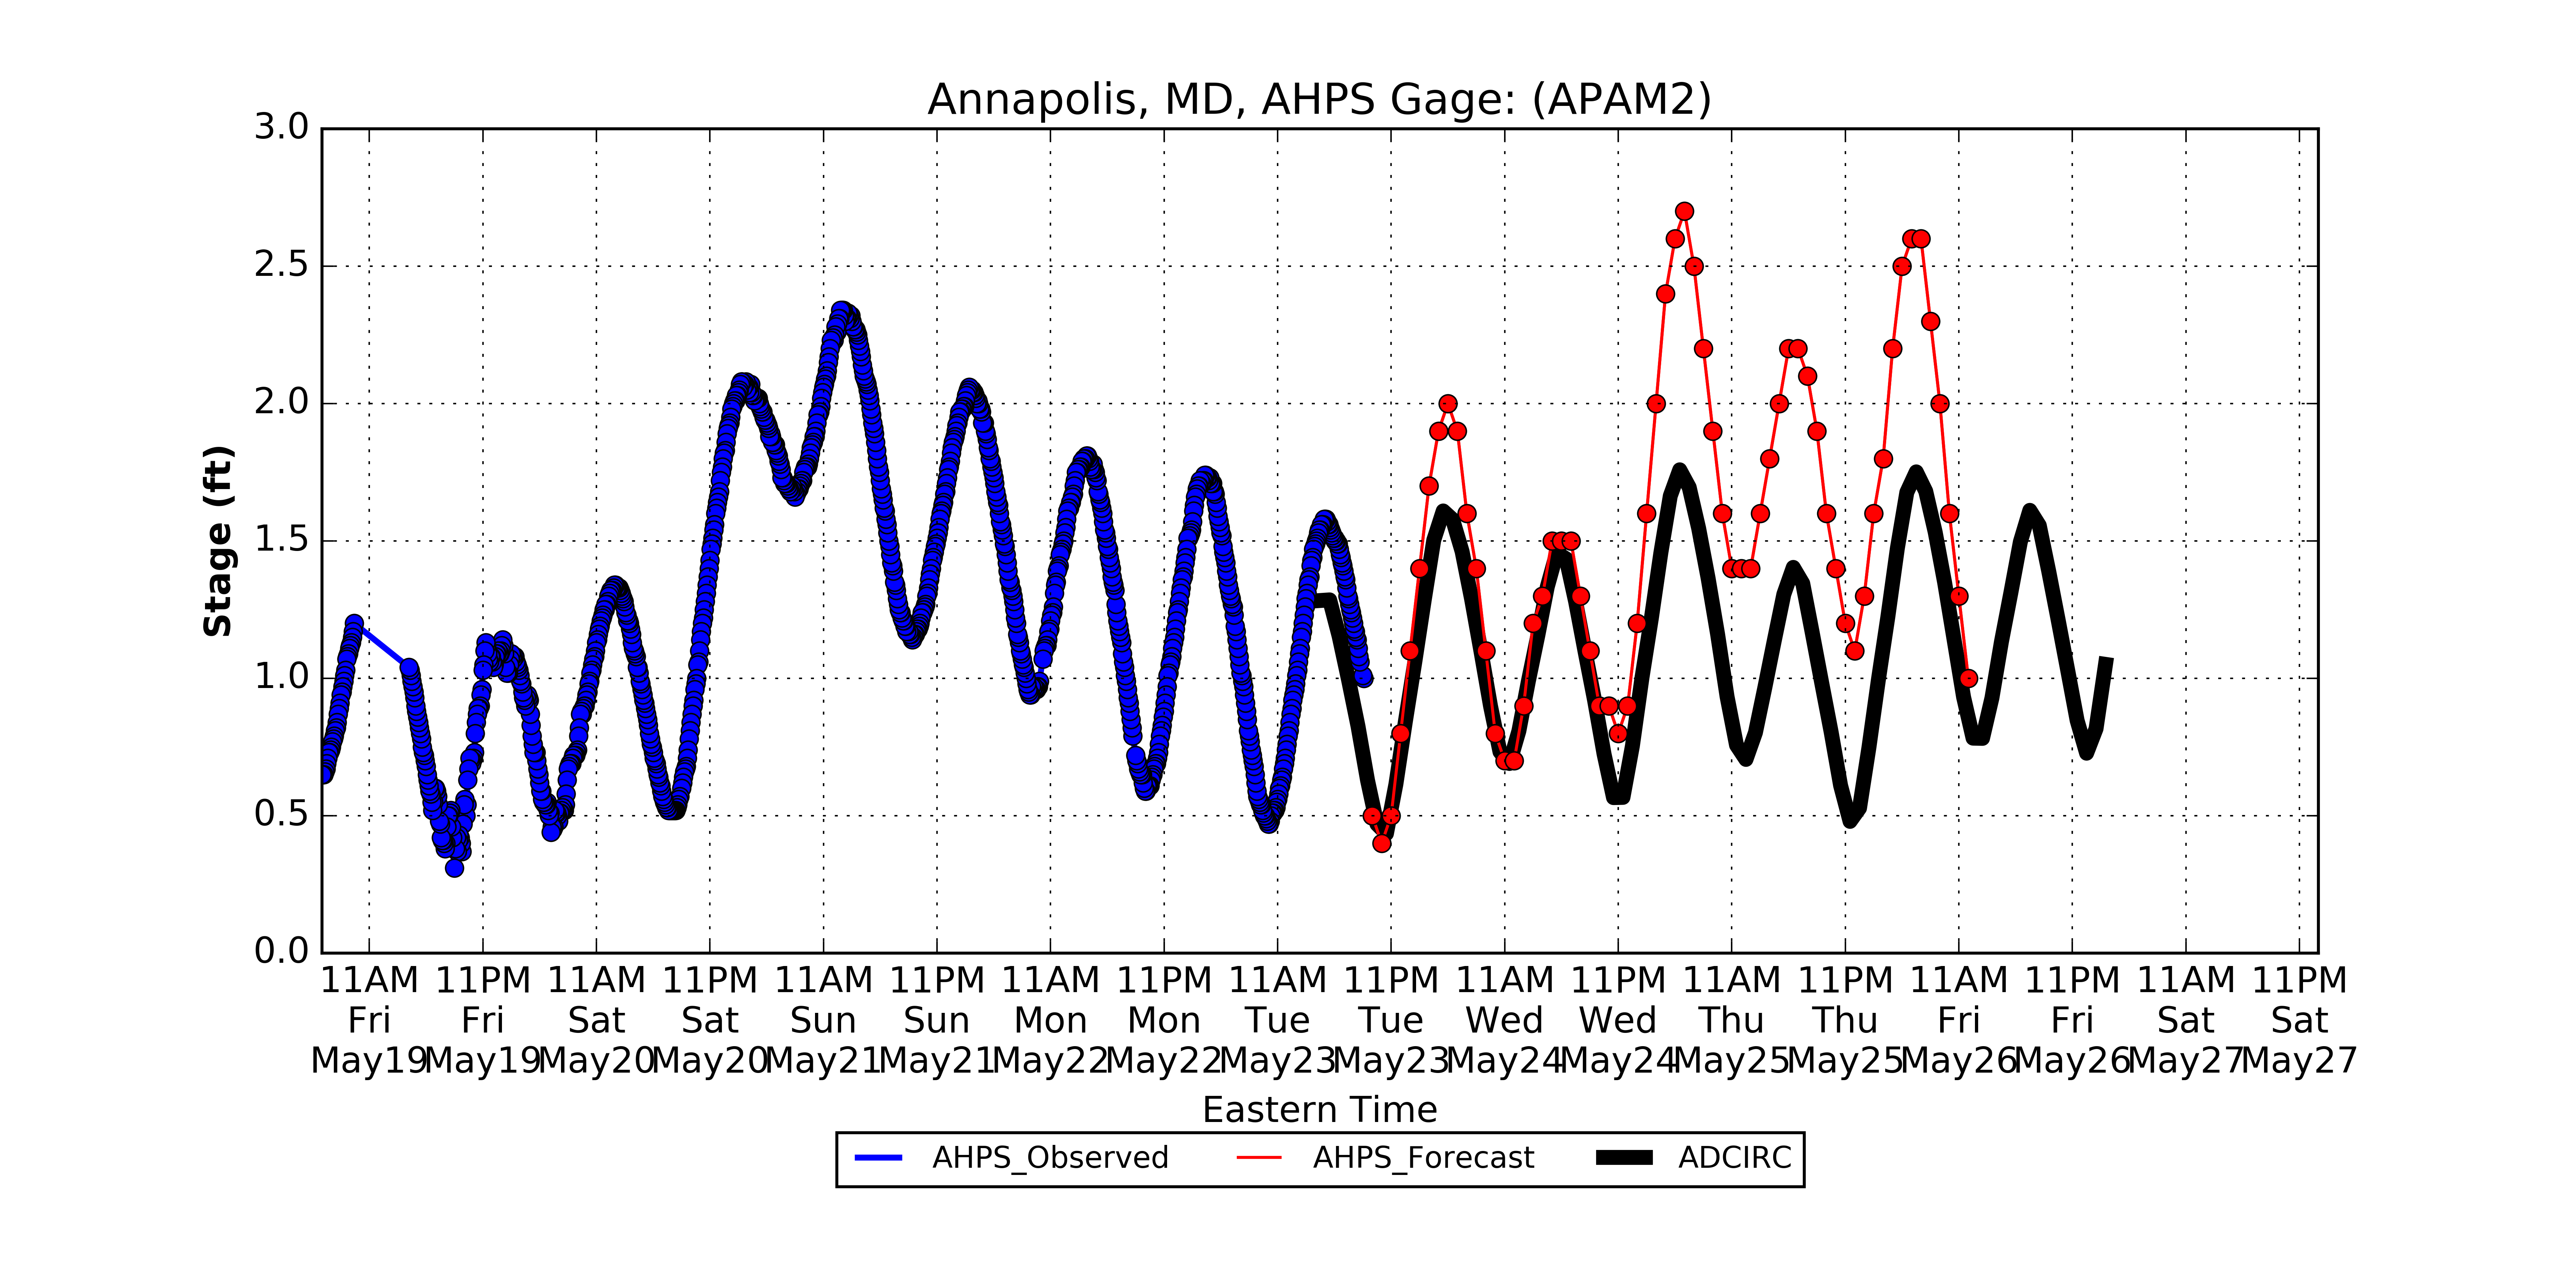 Annapolis, MD, AHPS Gage: (APAM2)
3.0
2.5
2.0
1.5
1.0
0.5
0.0
Stage (ft)
11AM 11PM 11AM 11PM 11AM 11PM 11AM 11PM 11AM 11PM 11AM 11PM 11AM 11PM 11AM 11PM 11AM 11PM
Fri Fri Sat Sat Sun Sun Mon Mon Tue Tue Wed Wed Thu Thu Fri Fri Sat Sat
May19 May19 May20 May20 May21 May21 May22 May22 May23 May23 May24 May24 May25 May25 May26 May26 May27 May27
Eastern Time
AHPS_Observed AHPS_Forecast ADCIRC